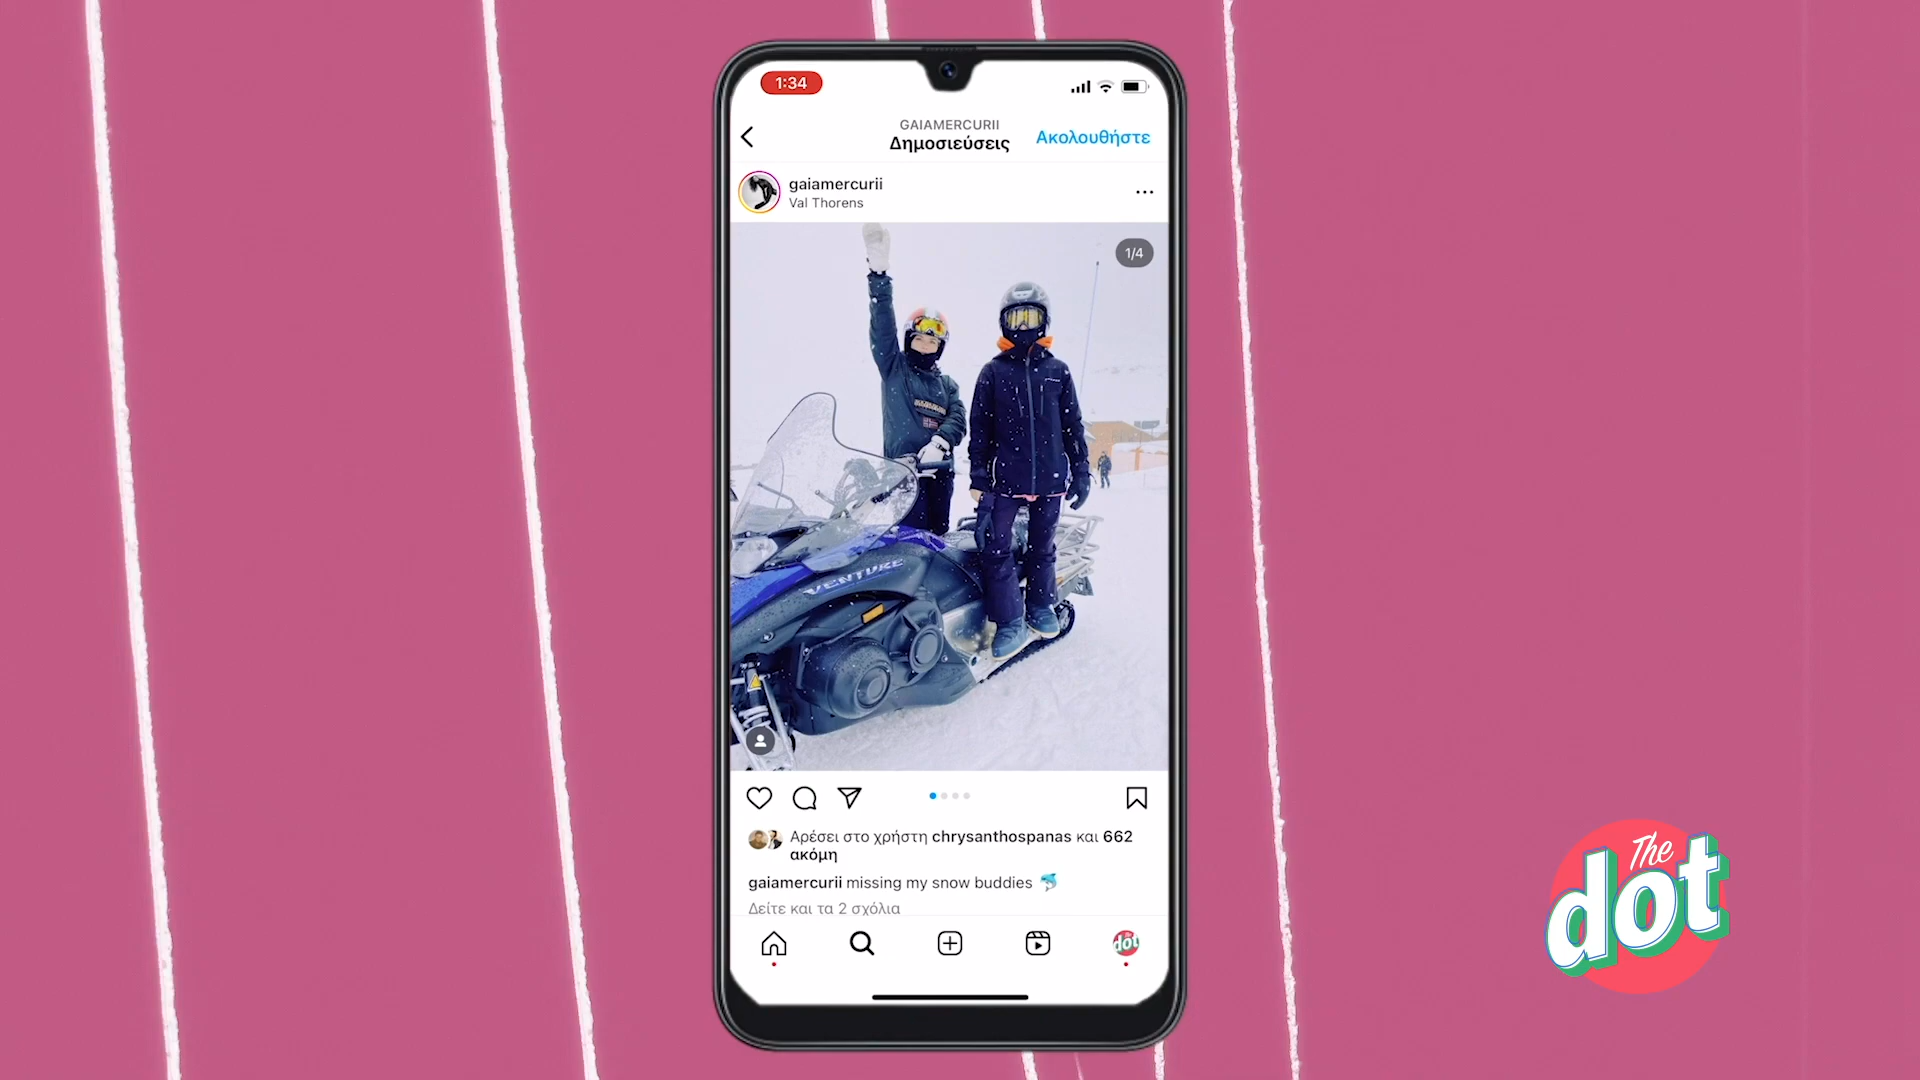 1:34
GAIAMERCURII
Δημοσιεύσεις
Ακολουθήστε
gaiamercurii
Val Thorens
1/4
VENTURE
Αρέσει στο χρήστη chrysanthospanas και 662
ακόμη
gaiamercurii missing my snow buddies
Δείτε και τα 2 σχόλια
dot
The
dot